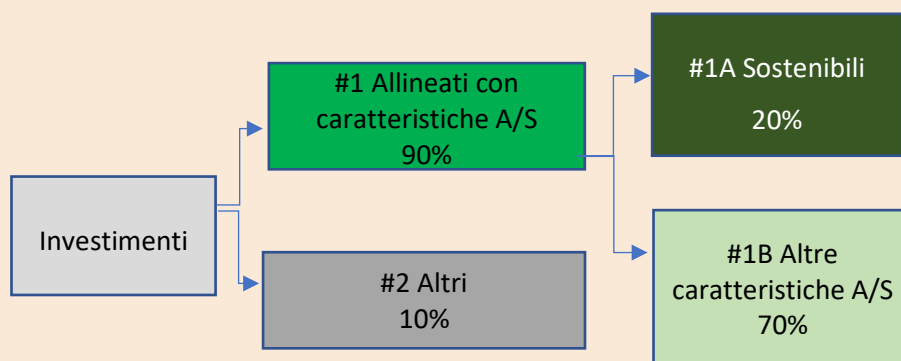 Investimenti
#1 Allineati con
caratteristiche A/S
90%
#2 Altri
10%
#1A Sostenibili
20%
#1B Altre
caratteristiche A/S
70%